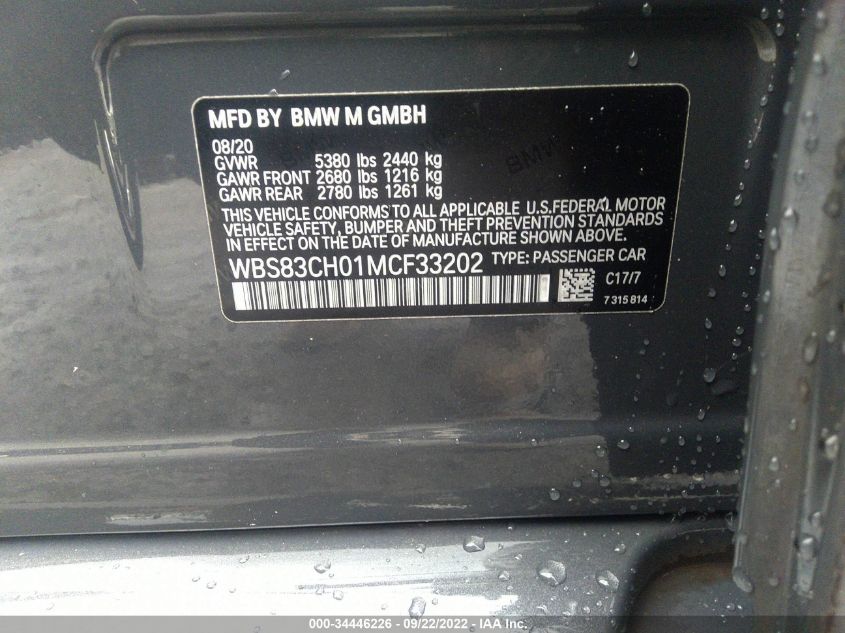 MFD BY BMW M GMBH
08/20
GVWR 5380 lbs 2440 kg
GAWR FRONT 2680 lbs 1216 kg
GAWR REAR 2780 lbs 1261 kg
THIS VEHICLE CONFORMS TO ALL APPLICABLE U.S.FEDERAL MOTOR
VEHICLE SAFETY, BUMPER AND THEFT PREVENTION STANDARDS
IN EFFECT ON THE DATE OF MANUFACTURE SHOWN ABOVE.
WBS83CH01MCF33202 TYPE: PASSENGER CAR
C17/7
7 315 814
000-34446226 - 09/22/2022 - IAA Inc.